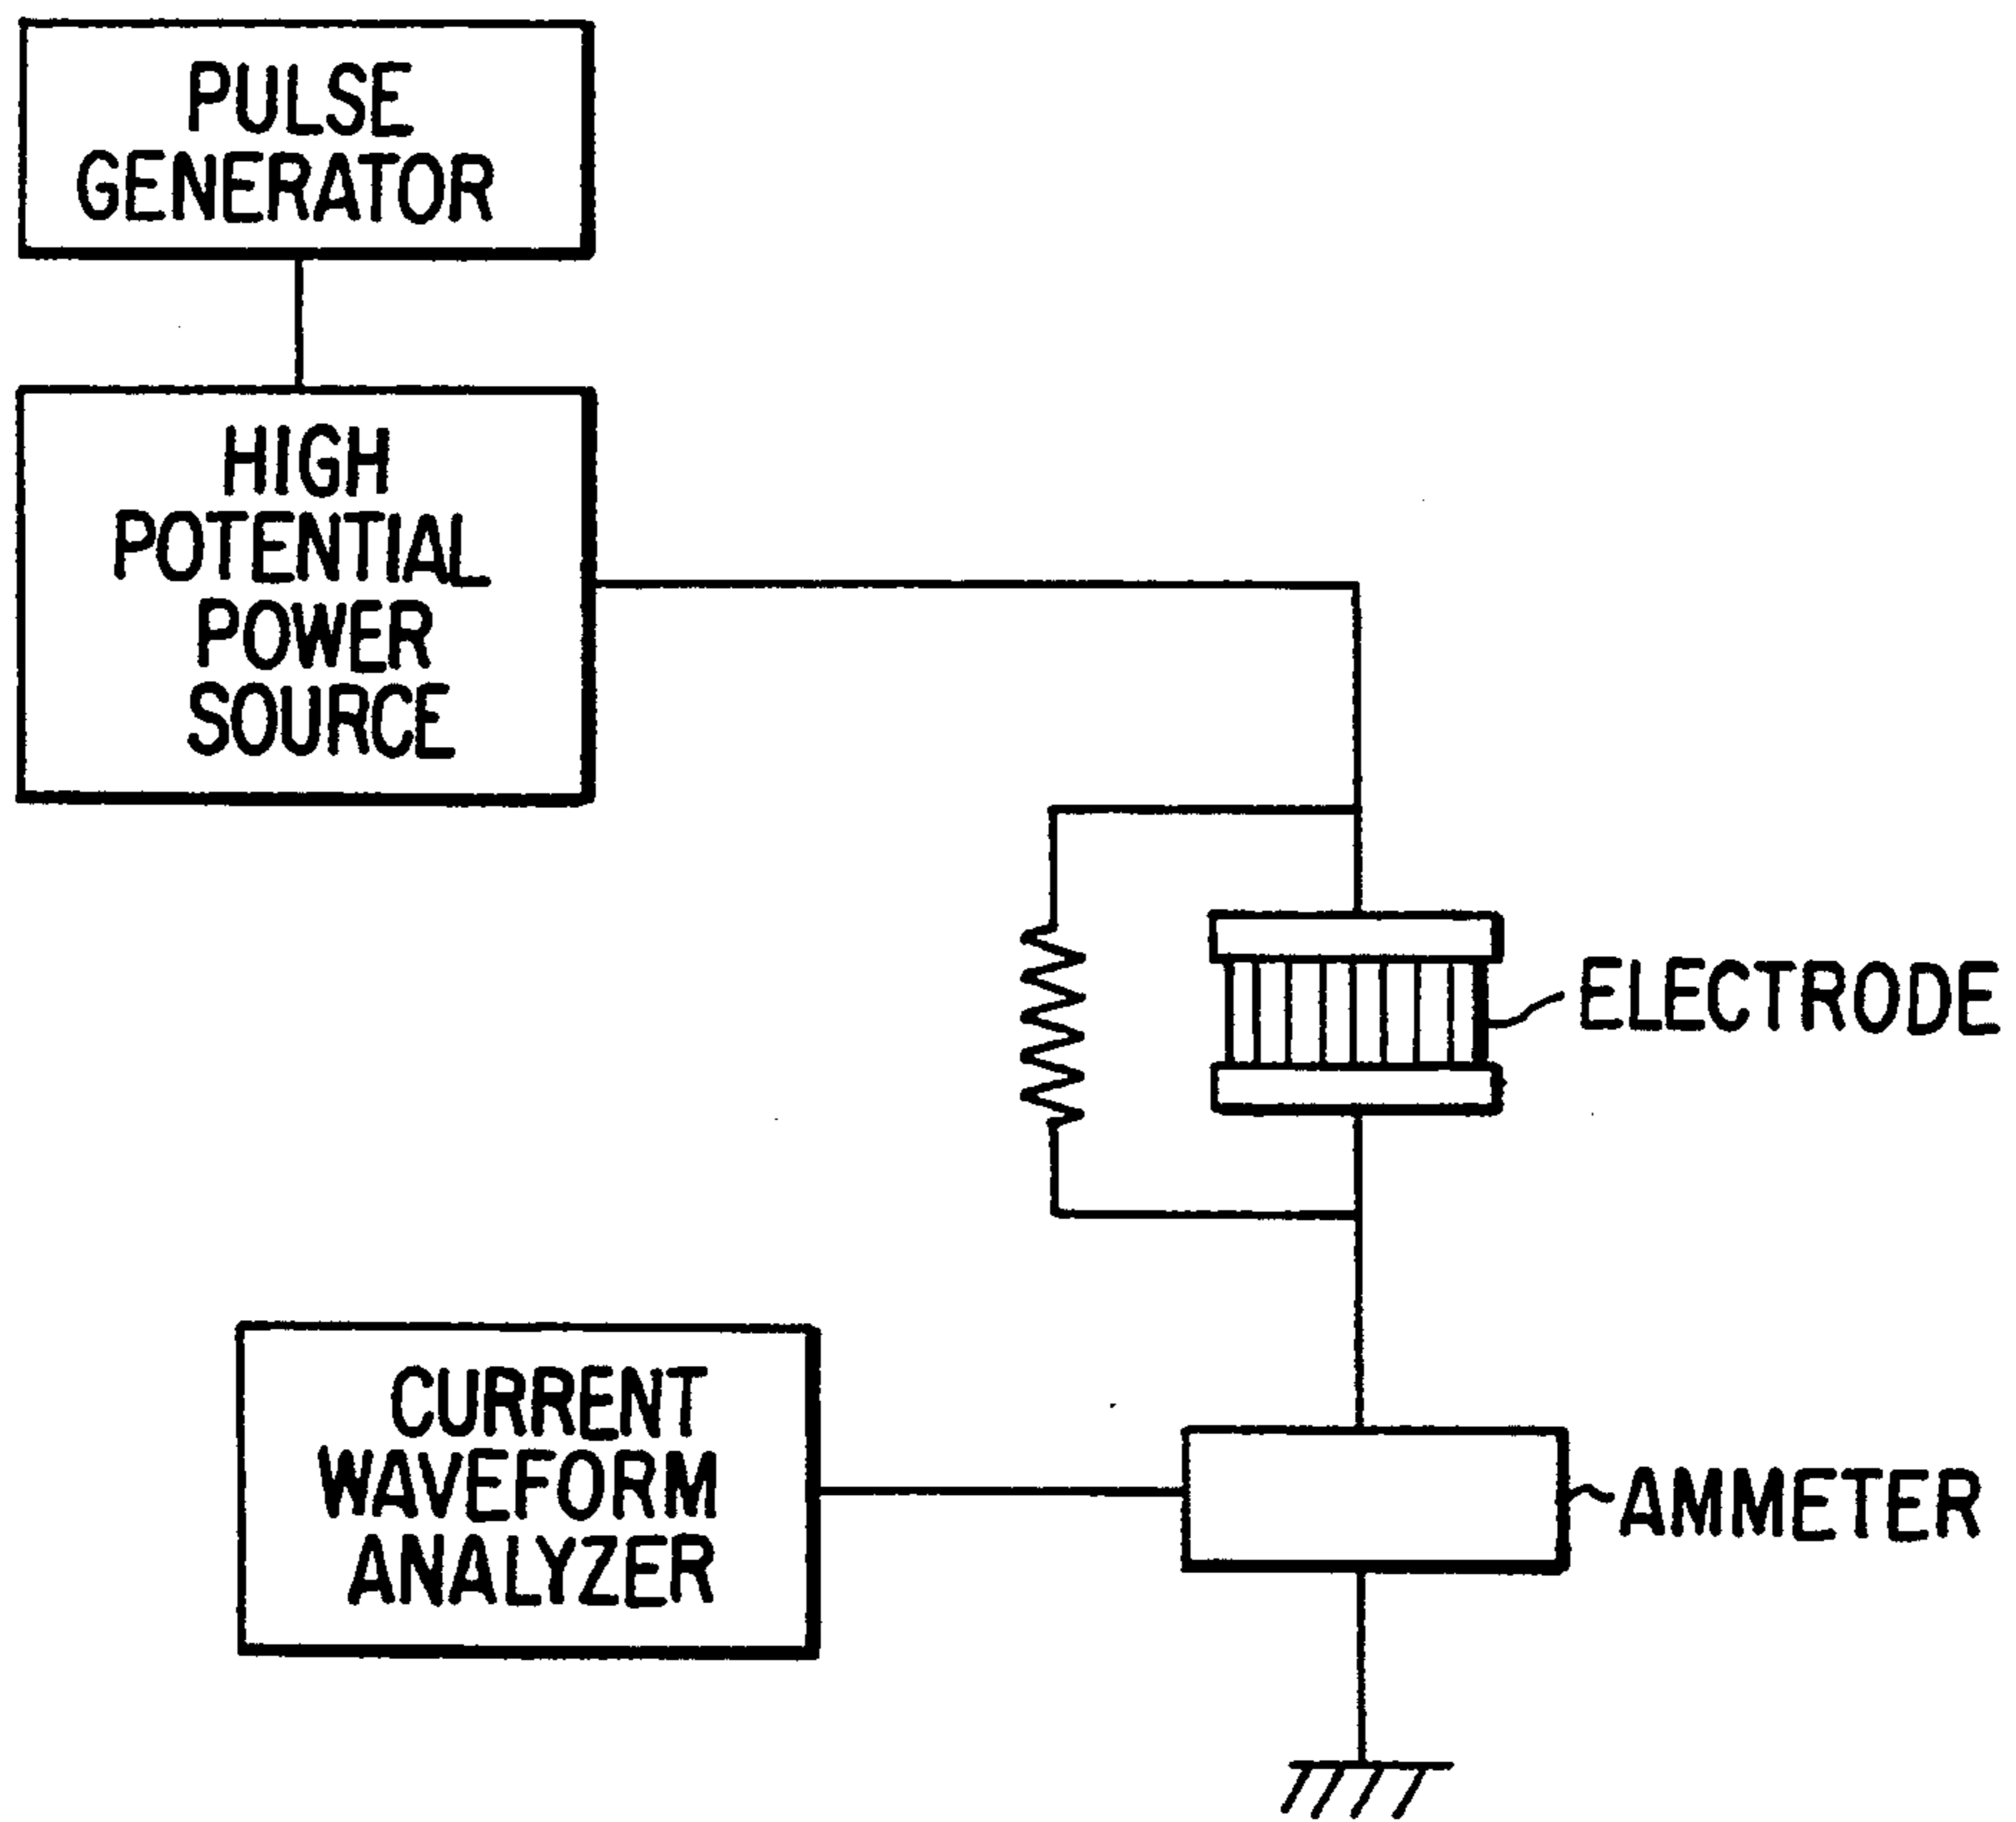 PULSE
GENERATOR
HIGH
POTENTIAL
POWER
SOURCE
ELECTRODE
CURRENT
WAVEFORM
ANALYZER
AMMETER